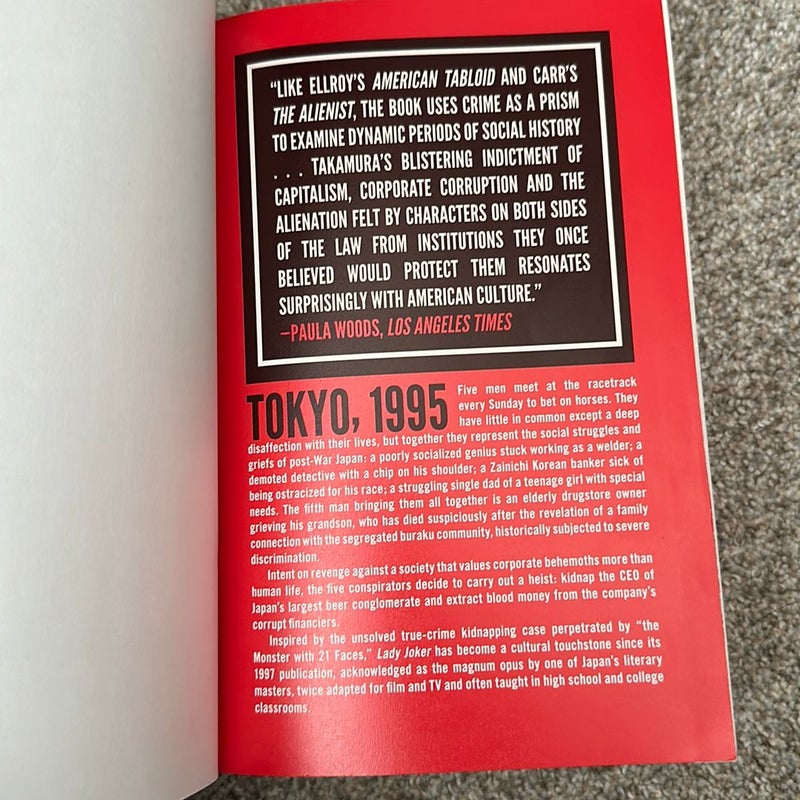 “LIKE ELLROY’S AMERICAN TABLOID AND CARR’S
THE ALIENIST, THE BOOK USES CRIME AS A PRISM
TO EXAMINE DYNAMIC PERIODS OF SOCIAL HISTORY
. . . TAKAMURA’S BLISTERING INDICTMENT OF
CAPITALISM, CORPORATE CORRUPTION AND THE
ALIENATION FELT BY CHARACTERS ON BOTH SIDES
OF THE LAW FROM INSTITUTIONS THEY ONCE
BELIEVED WOULD PROTECT THEM RESONATES
SURPRISINGLY WITH AMERICAN CULTURE.”
—PAULA WOODS, LOS ANGELES TIMES
TOKYO, 1995
Five men meet at the racetrack
every Sunday to bet on horses. They
have little in common except a deep
disaffection with their lives, but together they represent the social struggles and
griefs of post-War Japan: a poorly socialized genius stuck working as a welder; a
demoted detective with a chip on his shoulder; a Zainichi Korean banker sick of
being ostracized for his race; a struggling single dad of a teenage girl with special
needs. The fifth man bringing them all together is an elderly drugstore owner
grieving his grandson, who has died suspiciously after the revelation of a family
connection with the segregated buraku community, historically subjected to severe
discrimination.
Intent on revenge against a society that values corporate behemoths more than
human life, the five conspirators decide to carry out a heist: kidnap the CEO of
Japan’s largest beer conglomerate and extract blood money from the company’s
corrupt financiers.
Inspired by the unsolved true-crime kidnapping case perpetrated by “the
Monster with 21 Faces,” Lady Joker has become a cultural touchstone since its
1997 publication, acknowledged as the magnum opus by one of Japan’s literary
masters, twice adapted for film and TV and often taught in high school and college
classrooms.